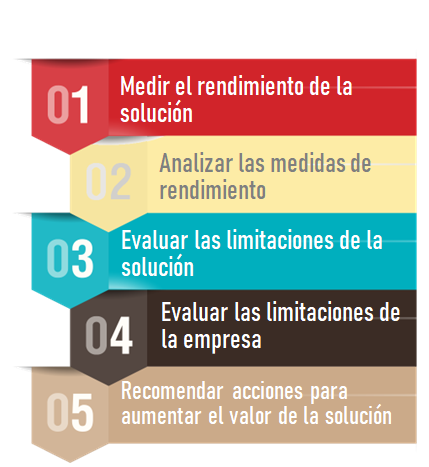 01
Medir el rendimiento de la
solución
02
Analizar las medidas de
rendimiento
03
Evaluar las limitaciones de la
solución
04
Evaluar las limitaciones de
la empresa
05
Recomendar acciones para
aumentar el valor de la solución